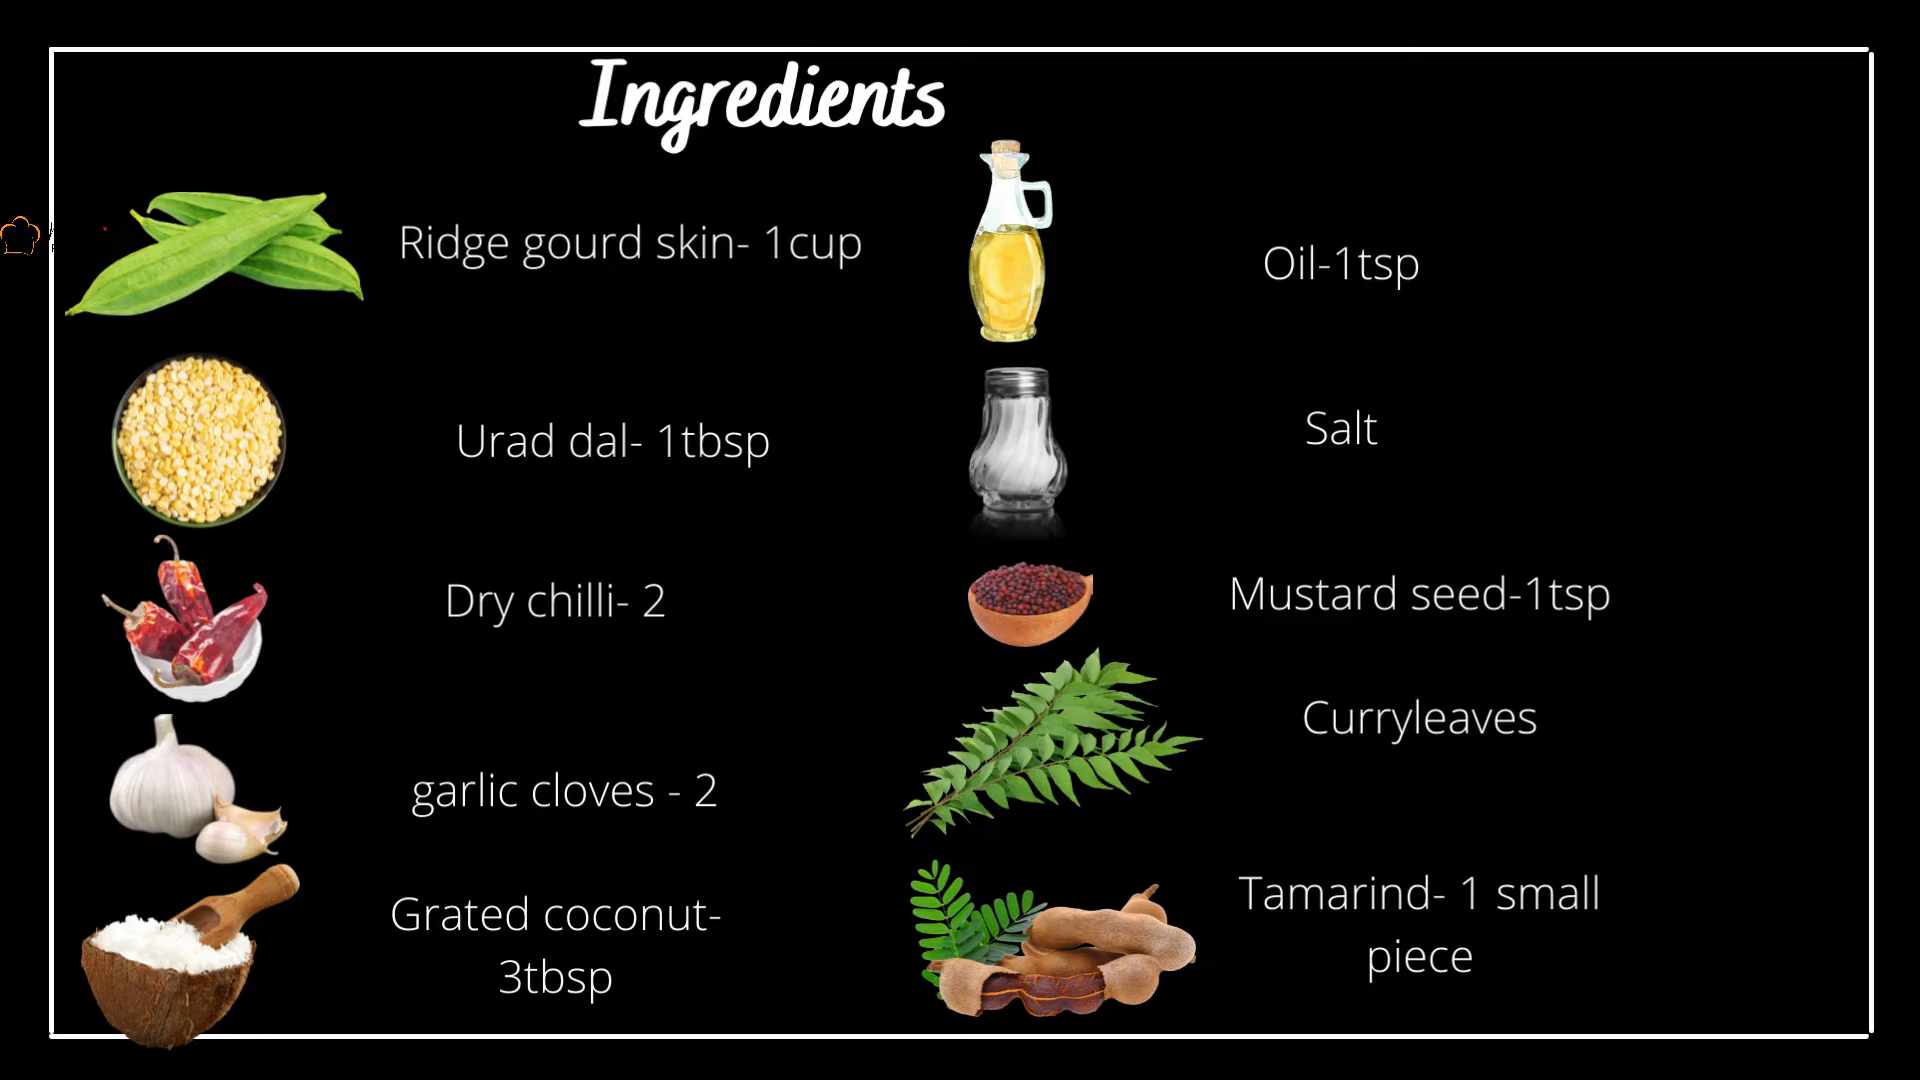 Ingredients
Ridge gourd skin- 1cup
Urad dal- 1tbsp
Dry chilli- 2
garlic cloves - 2
Grated coconut-
3tbsp
Oil-1tsp
Salt
Mustard seed-1tsp
Curryleaves
Tamarind- 1 small
piece